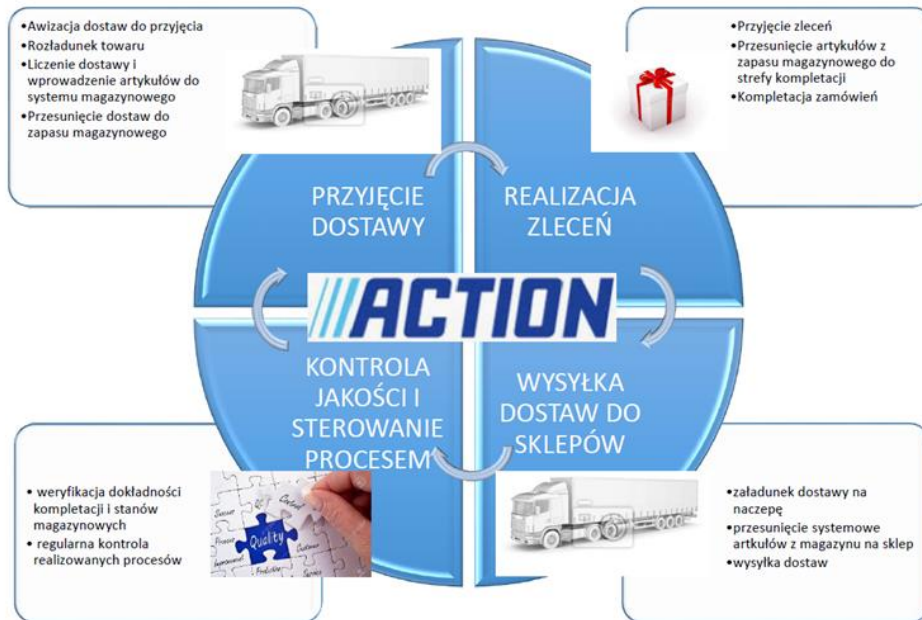 •Awizacja dostaw do przyjęcia
•Rozładunek towaru
•Liczenie dostawy i
wprowadzenie artykułów do
systemu magazynowego
•Przesunięcie dostaw do
zapasu magazynowego
•Przyjęcie zleceń
•Przesunięcie artykułów z
zapasu magazynowego do
strefy kompletacji
•Kompletacja zamówień
PRZYJĘCIE
DOSTAWY
REALIZACJA
ZLECEŃ
ACTION
KONTROLA
JAKOŚCI I
STEROWANIE
PROCESEM
WYSYŁKA
DOSTAW DO
SKLEPÓW
• weryfikacja dokładności
kompletacji i stanów
magazynowych
• regularna kontrola
realizowanych procesów
Control
Quality
Improvement
Service
•załadunek dostawy na
naczepę
•przesunięcie systemowe
artkułów z magazynu na sklep
•wysyłka dostaw